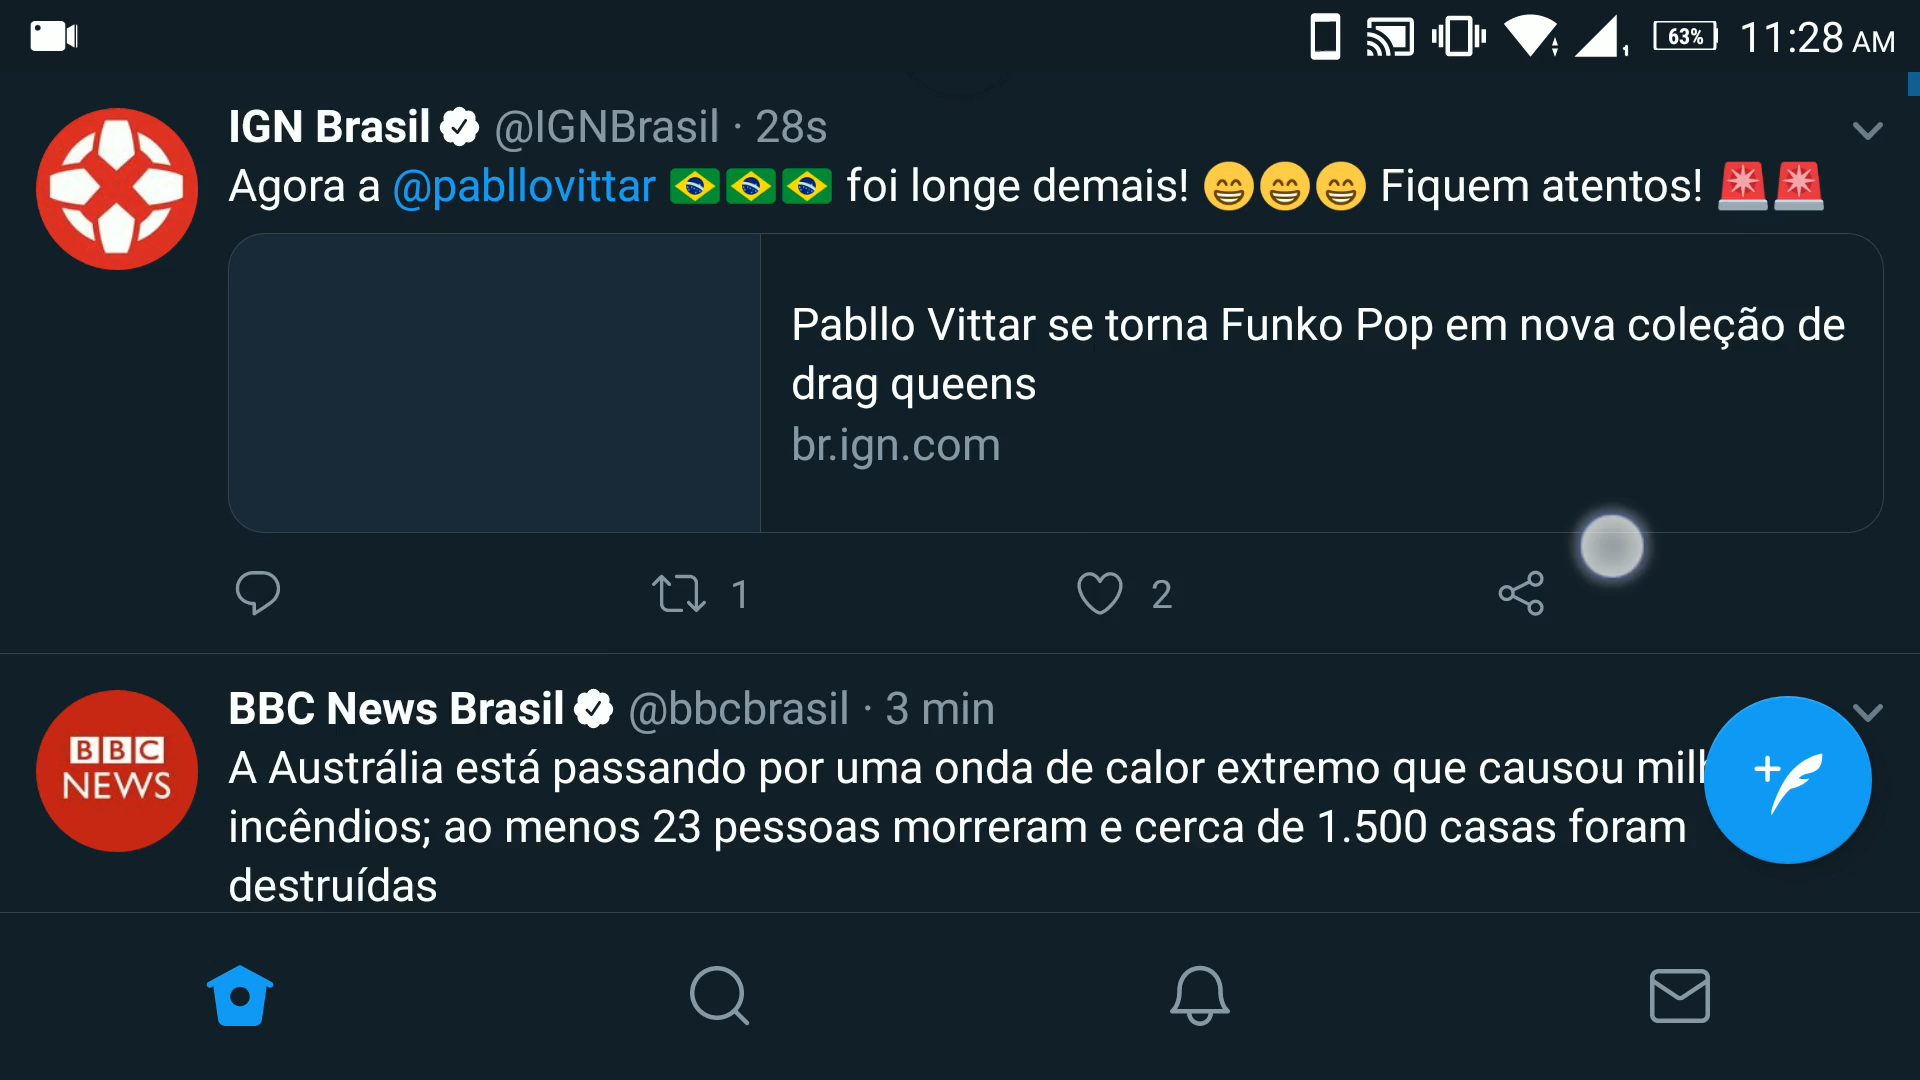 63% 11:28 AM
IGN Brasil @IGNBrasil · 28s
Agora a @pabllovittar 🇧🇷🇧🇷🇧🇷 foi longe demais! 😁😁😁 Fiquem atentos! 🚨🚨
Pabllo Vittar se torna Funko Pop em nova coleção de
drag queens
br.ign.com
1 2
BBC
NEWS
BBC News Brasil @bbcbrasil · 3 min
A Austrália está passando por uma onda de calor extremo que causou
incêndios; ao menos 23 pessoas morreram e cerca de 1.500 casas foram
destruídas